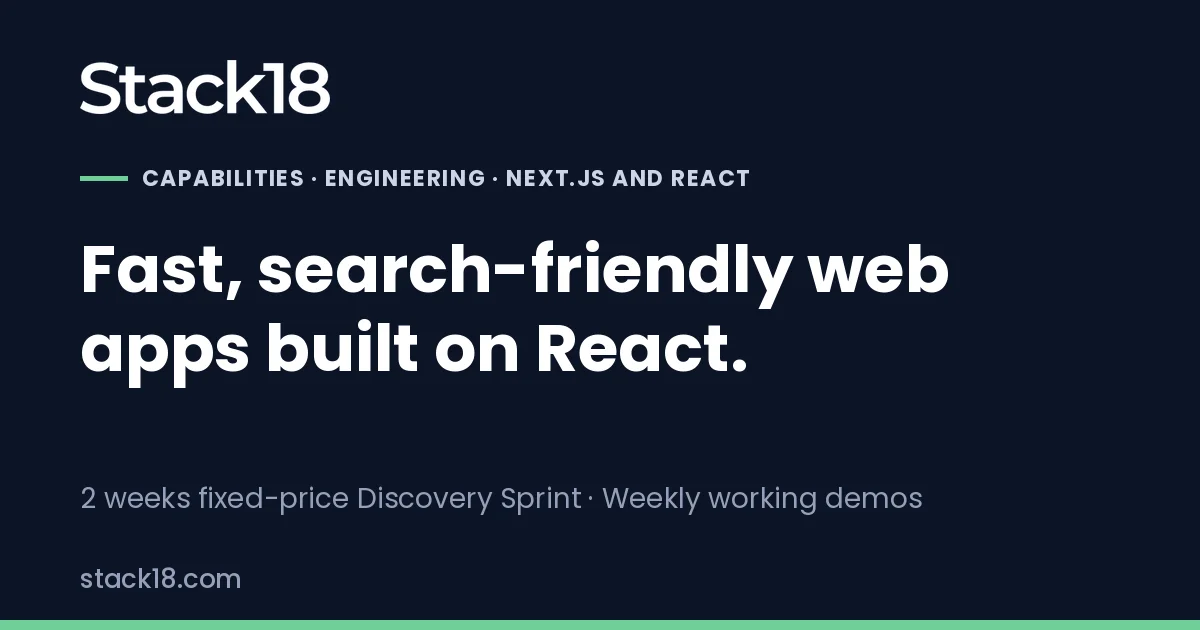 Stack18
CAPABILITIES · ENGINEERING · NEXT.JS AND REACT
Fast, search-friendly web
apps built on React.
2 weeks fixed-price Discovery Sprint · Weekly working demos
stack18.com